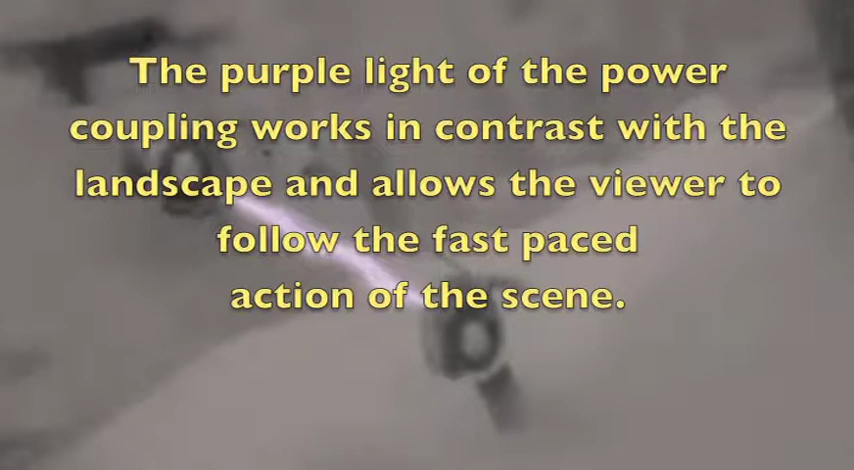 The purple light of the power
coupling works in contrast with the
landscape and allows the viewer to
follow the fast paced
action of the scene.